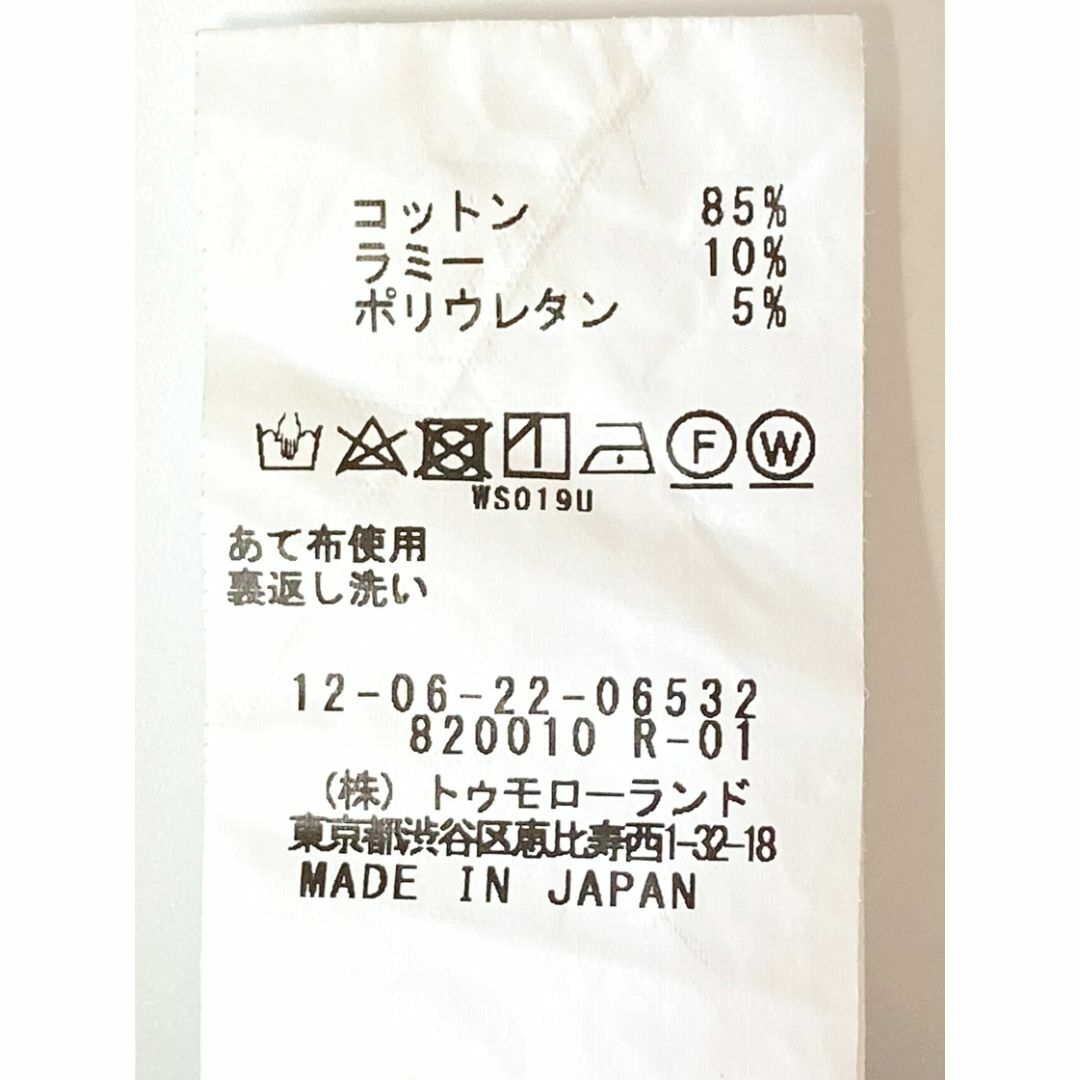 コットン 85%
ラミー 10%
ポリウレタン 5%
F W
WS019U
あて布使用
裏返し洗い
12-06-22-06532
820010 R-01
(株) トゥモローランド
東京都渋谷区恵比寿西1-32-18
MADE IN JAPAN